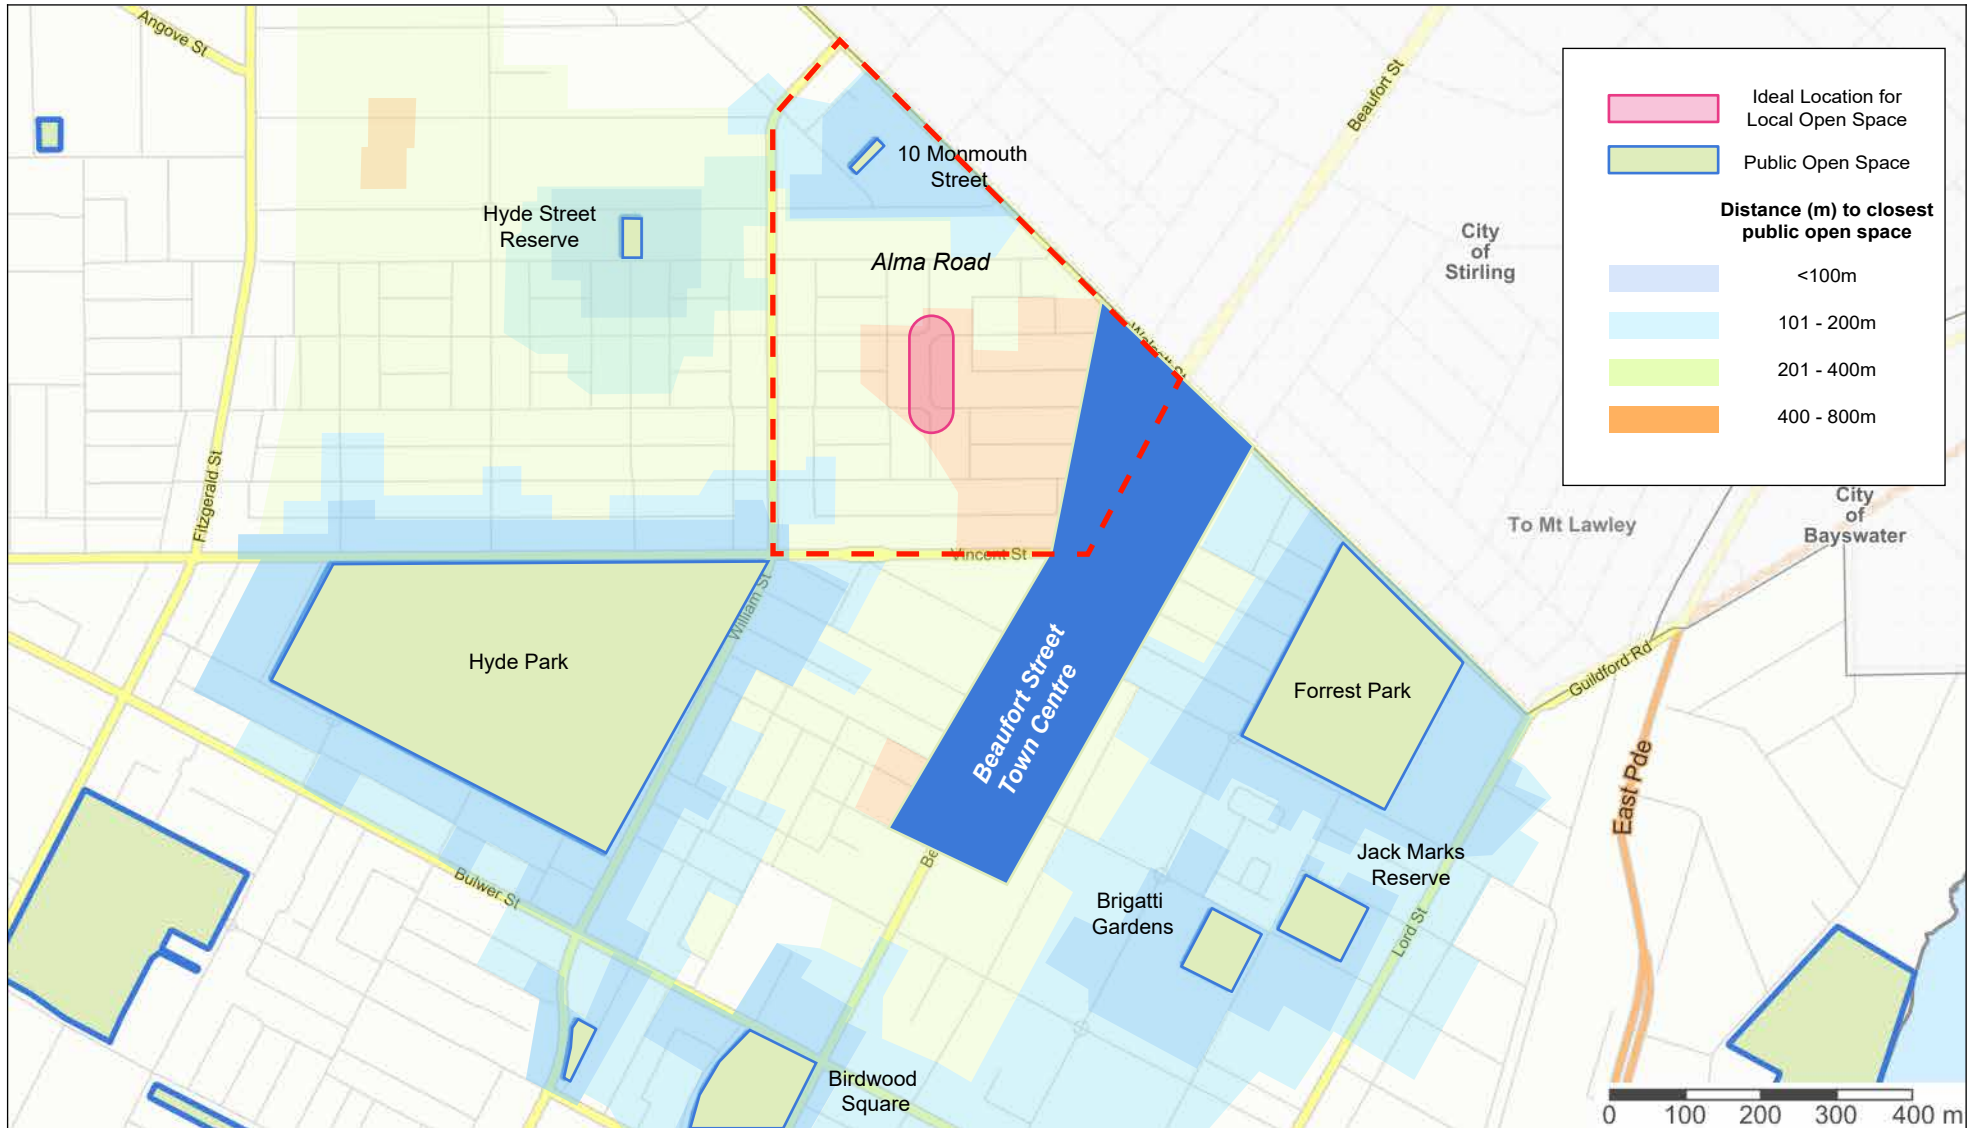 Angove St
Beaufort St
Ideal Location for
Local Open Space
Public Open Space
Distance (m) to closest
public open space
<100m
101 - 200m
201 - 400m
400 - 800m
10 Monmouth
Street
Hyde Street
Reserve
Alma Road
City
of
Stirling
Walcott St
Fitzgerald St
Vincent St
To Mt Lawley
City
of
Bayswater
William St
Hyde Park
Beaufort Street
Town Centre
Forrest Park
Guildford Rd
East Pde
Be
Bulwer St
Jack Marks
Reserve
Brigatti
Gardens
Lord St
Birdwood
Square
0 100 200 300 400 m